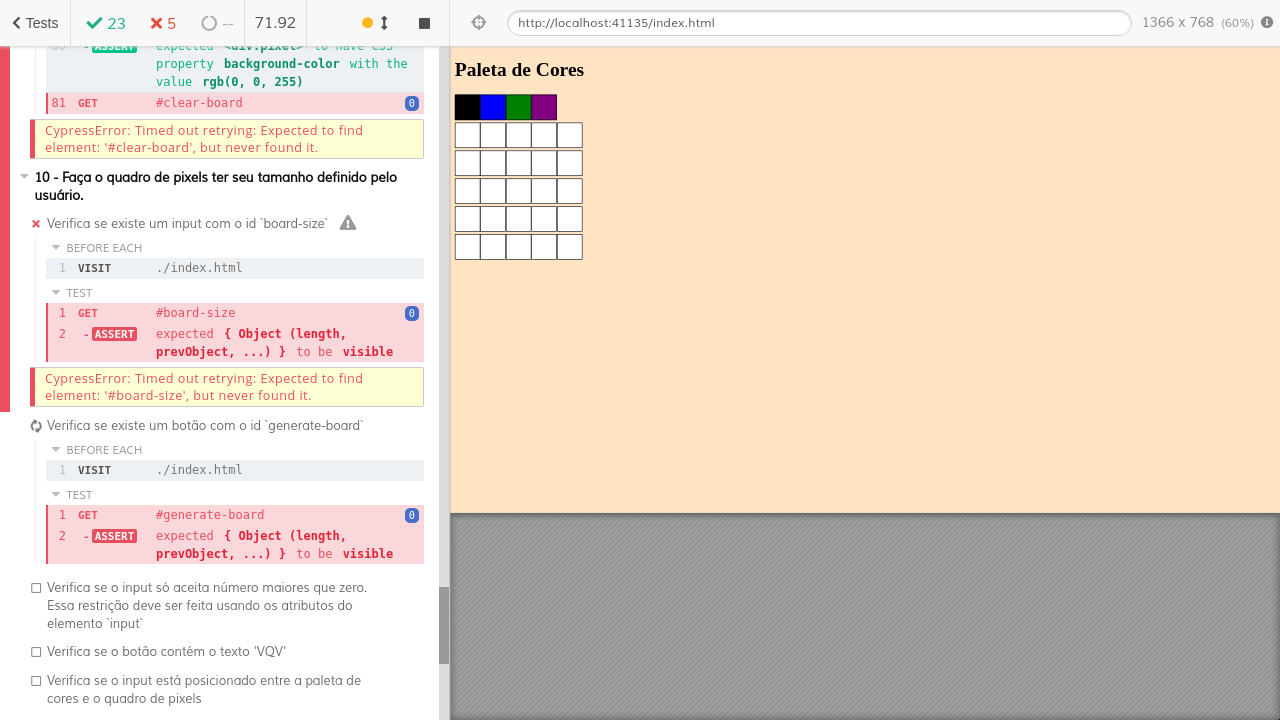 Tests 23 5 -- 71.92
http://localhost:41135/index.html 1366 x 768 (60%)
80 - ASSERT expected <div.pixel> to have CSS
property background-color with the
value rgb(0, 0, 255)
81 GET #clear-board 0
CypressError: Timed out retrying: Expected to find
element: '#clear-board', but never found it.
10 - Faça o quadro de pixels ter seu tamanho definido pelo
usuário.
Verifica se existe um input com o id `board-size`
BEFORE EACH
1 VISIT ./index.html
TEST
1 GET #board-size 0
2 - ASSERT expected { Object (length,
prevObject, ...) } to be visible
CypressError: Timed out retrying: Expected to find
element: '#board-size', but never found it.
Verifica se existe um botão com o id `generate-board`
BEFORE EACH
1 VISIT ./index.html
TEST
1 GET #generate-board 0
2 - ASSERT expected { Object (length,
prevObject, ...) } to be visible
Verifica se o input só aceita número maiores que zero.
Essa restrição deve ser feita usando os atributos do
elemento `input`
Verifica se o botão contém o texto 'VQV'
Verifica se o input está posicionado entre a paleta de
cores e o quadro de pixels
Paleta de Cores